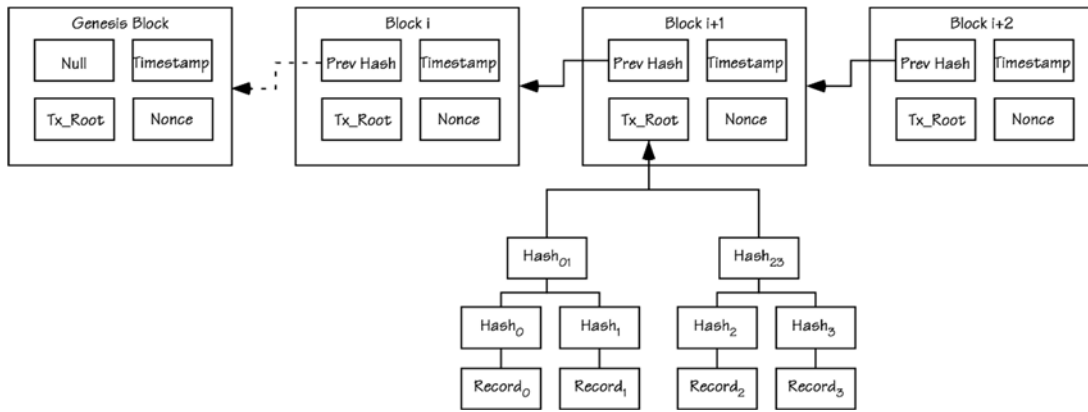 Genesis Block
Null Timestamp
Tx_Root Nonce
Block i
Prev Hash Timestamp
Tx_Root Nonce
Block i+1
Prev Hash Timestamp
Tx_Root Nonce
Block i+2
Prev Hash Timestamp
Tx_Root Nonce
Hash01 Hash23
Hash0 Hash1 Hash2 Hash3
Record0 Record1 Record2 Record3